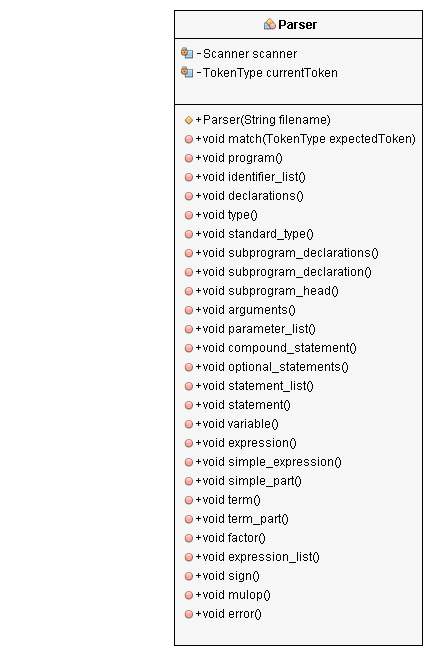 Parser
-Scanner scanner
-TokenType currentToken
+Parser(String filename)
+void match(TokenType expectedToken)
+void program()
+void identifier_list()
+void declarations()
+void type()
+void standard_type()
+void subprogram_declarations()
+void subprogram_declaration()
+void subprogram_head()
+void arguments()
+void parameter_list()
+void compound_statement()
+void optional_statements()
+void statement_list()
+void statement()
+void variable()
+void expression()
+void simple_expression()
+void simple_part()
+void term()
+void term_part()
+void factor()
+void expression_list()
+void sign()
+void mulop()
+void error()